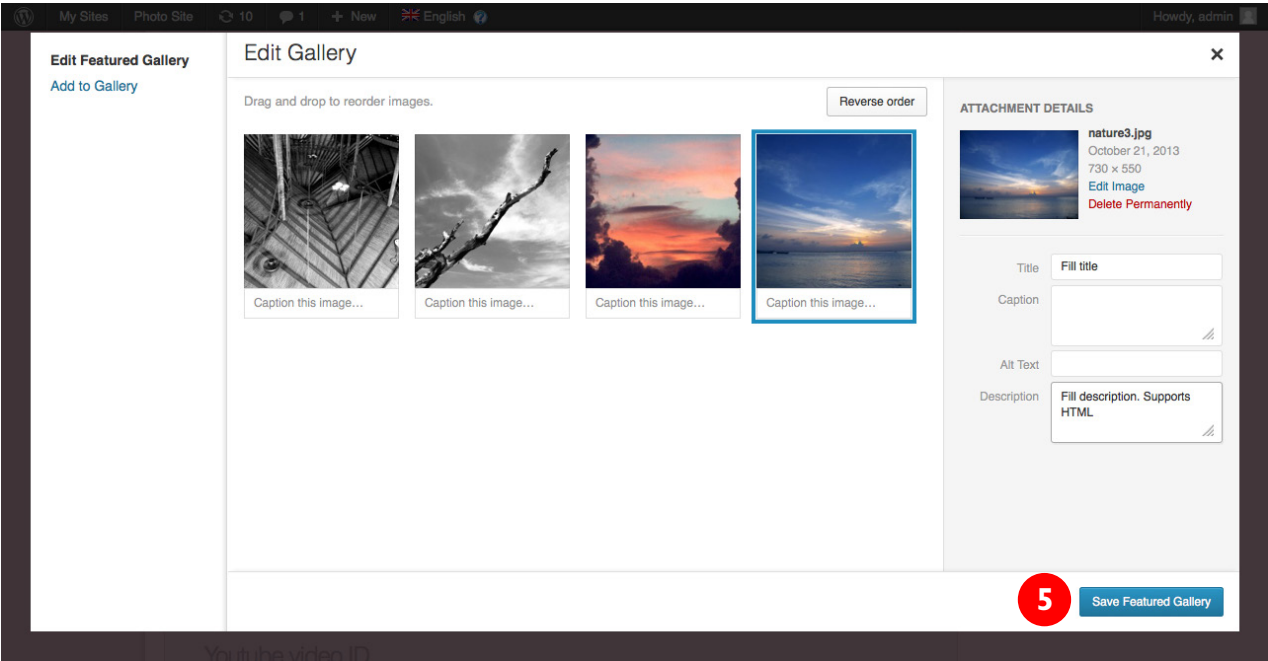 My Sites Photo Site 10 1 + New English Howdy, admin
Edit Featured Gallery
Add to Gallery
Edit Gallery
Drag and drop to reorder images.
Reverse order
Caption this image…
Caption this image…
Caption this image…
Caption this image…
ATTACHMENT DETAILS
nature3.jpg
October 21, 2013
730 × 550
Edit Image
Delete Permanently
Title Fill title
Caption
Alt Text
Description Fill description. Supports
HTML
5 Save Featured Gallery
Youtube video ID